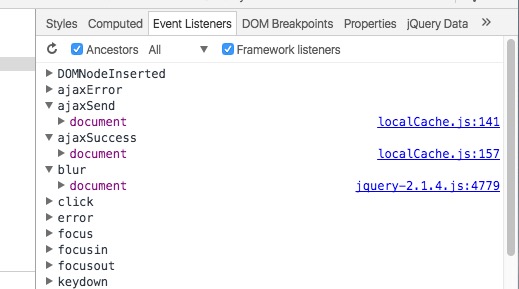 Styles Computed Event Listeners DOM Breakpoints Properties jQuery Data »
Ancestors All Framework listeners
DOMNodeInserted
ajaxError
ajaxSend
document localCache.js:141
ajaxSuccess
document localCache.js:157
blur
document jquery-2.1.4.js:4779
click
error
focus
focusin
focusout
keydown